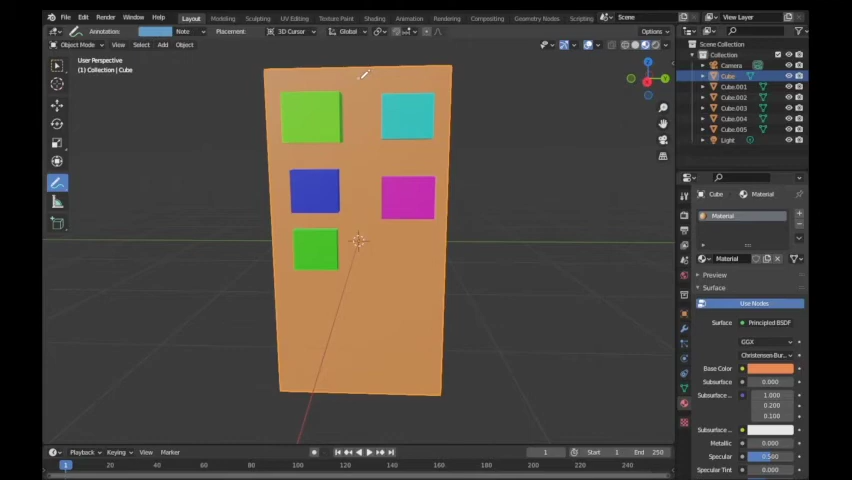 File Edit Render Window Help Layout Modeling Sculpting UV Editing Texture Paint Shading Animation Rendering Compositing Geometry Nodes Scripting Scene View Layer
Annotation: Note Placement: 3D Cursor Global Options
Object Mode View Select Add Object
User Perspective
(1) Collection | Cube
Scene Collection
Collection
Camera
Cube
Cube.001
Cube.002
Cube.003
Cube.004
Cube.005
Light
Cube Material
Material
Material
Preview
Surface
Use Nodes
Surface Principled BSDF
GGX
Christensen-Bur..
Base Color
Subsurface 0.000
Subsurface .. 1.000
0.200
0.100
Subsurface ..
Metallic 0.000
Specular 0.500
Specular Tint 0.000
Playback Keying View Marker 1 Start 1 End 250
1 20 40 60 80 100 120 140 160 180 200 220 240